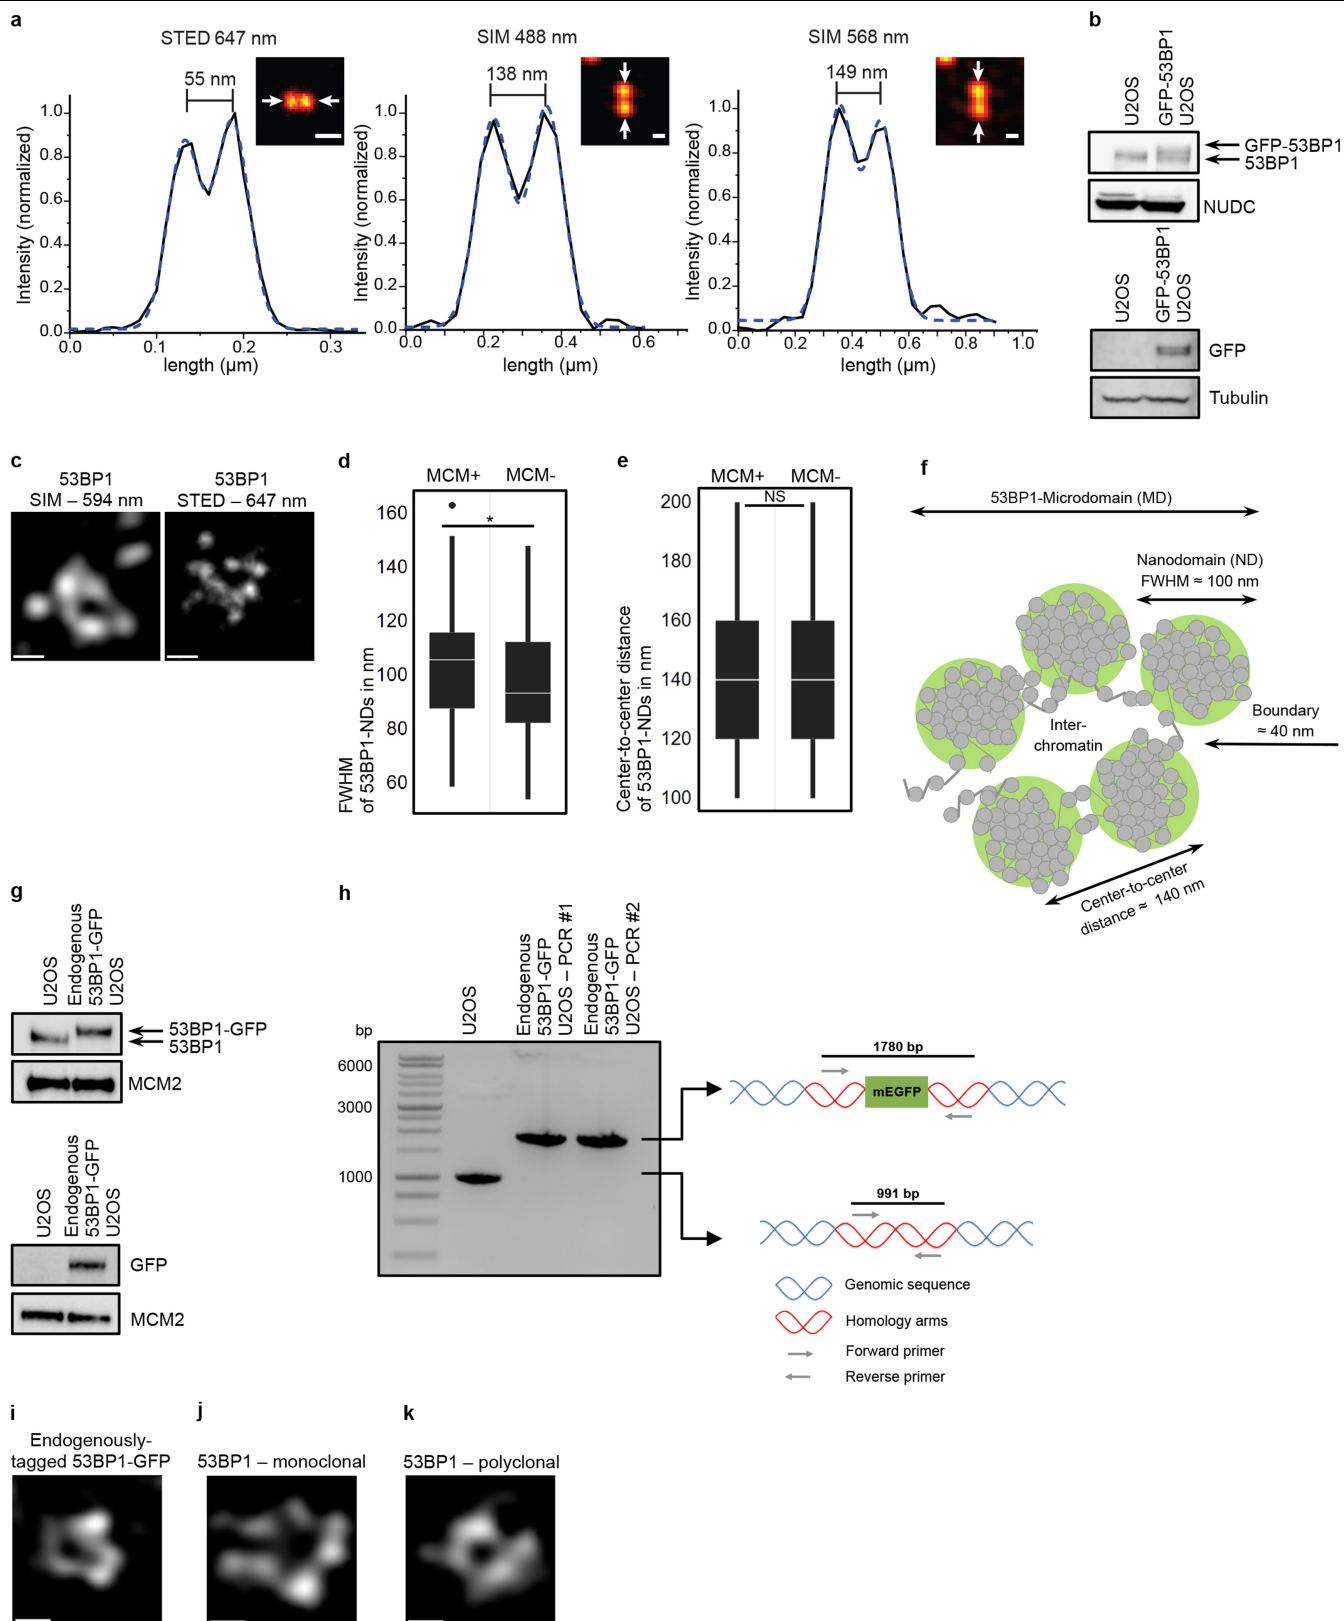 a
STED 647 nm
55 nm
Intensity (normalized)
1.0
0.8
0.6
0.4
0.2
0.0
0.0 0.1 0.2 0.3
length (µm)
SIM 488 nm
138 nm
Intensity (normalized)
1.0
0.8
0.6
0.4
0.2
0.0
0.0 0.2 0.4 0.6
length (µm)
SIM 568 nm
149 nm
Intensity (normalized)
1.0
0.8
0.6
0.4
0.2
0.0
0.0 0.2 0.4 0.6 0.8 1.0
length (µm)
b
U2OS
GFP-53BP1
U2OS
GFP-53BP1
53BP1
NUDC
U2OS
GFP-53BP1
U2OS
GFP
Tubulin
c
53BP1
SIM – 594 nm
53BP1
STED – 647 nm
d
MCM+ MCM-
*
FWHM
of 53BP1-NDs in nm
160
140
120
100
80
60
e
MCM+ MCM-
NS
Center-to-center distance
of 53BP1-NDs in nm
200
180
160
140
120
100
f
53BP1-Microdomain (MD)
Nanodomain (ND)
FWHM ≈ 100 nm
Inter-
chromatin
Boundary
≈ 40 nm
Center-to-center
distance ≈ 140 nm
g
U2OS
Endogenous
53BP1-GFP
U2OS
53BP1-GFP
53BP1
MCM2
U2OS
Endogenous
53BP1-GFP
U2OS
GFP
MCM2
h
U2OS
Endogenous
53BP1-GFP
U2OS – PCR #1
Endogenous
53BP1-GFP
U2OS – PCR #2
bp
6000
3000
1000
1780 bp
mEGFP
991 bp
Genomic sequence
Homology arms
Forward primer
Reverse primer
i
Endogenously-
tagged 53BP1-GFP
j
53BP1 – monoclonal
k
53BP1 – polyclonal